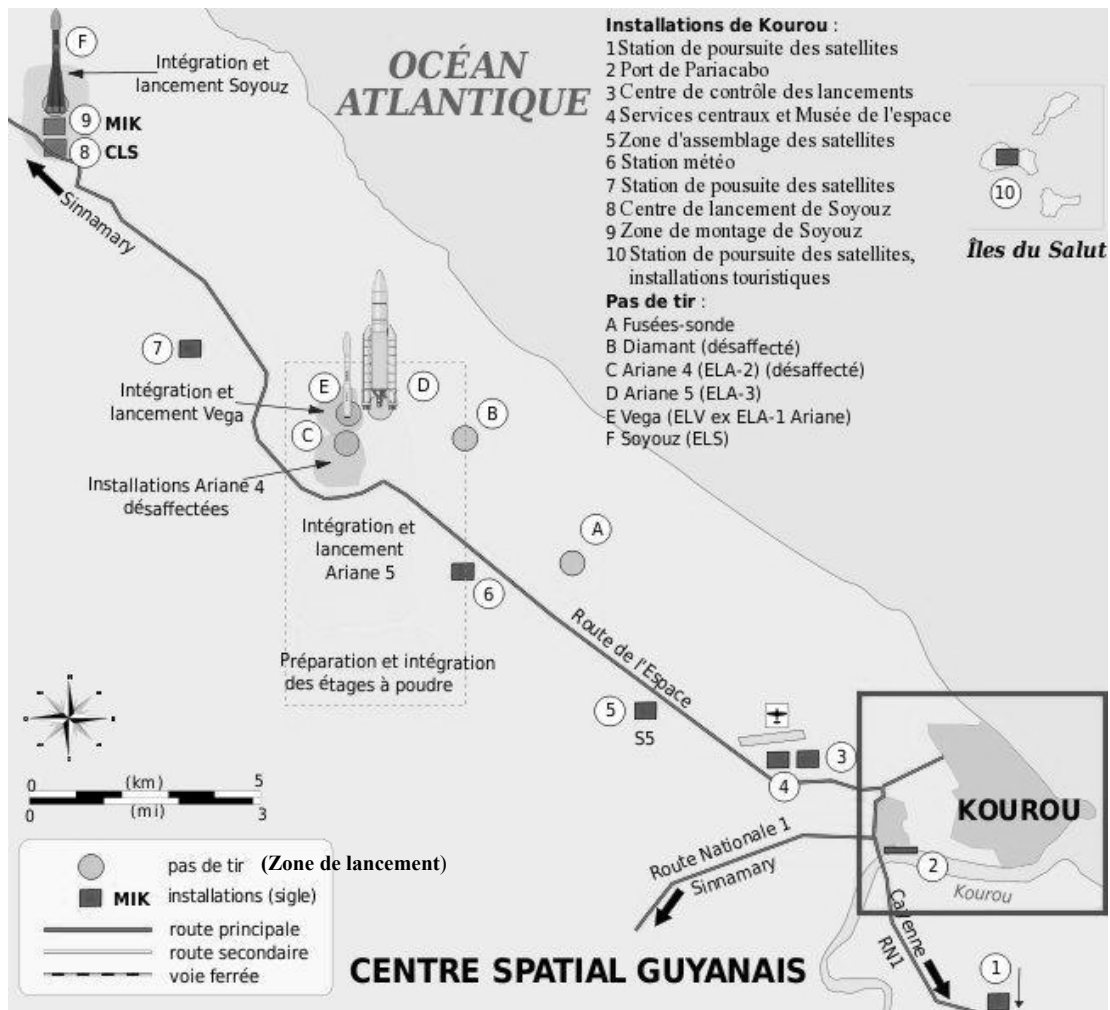 F
Intégration et
lancement Soyouz
9 MIK
8 CLS
Sinnamary
OCÉAN
ATLANTIQUE
Installations de Kourou :
1 Station de poursuite des satellites
2 Port de Pariacabo
3 Centre de contrôle des lancements
4 Services centraux et Musée de l'espace
5 Zone d'assemblage des satellites
6 Station météo
7 Station de pousuite des satellites
8 Centre de lancement de Soyouz
9 Zone de montage de Soyouz
10 Station de poursuite des satellites,
installations touristiques
Pas de tir :
A Fusées-sonde
B Diamant (désaffecté)
C Ariane 4 (ELA-2) (désaffecté)
D Ariane 5 (ELA-3)
E Vega (ELV ex ELA-1 Ariane)
F Soyouz (ELS)
10
Îles du Salut
7
Intégration et
lancement Vega
E
D
B
C
Installations Ariane 4
désaffectées
Intégration et
lancement
Ariane 5
A
6
Préparation et intégration
des étages à poudre
Route de l'Espace
5
S5
3
4
KOUROU
Route Nationale 1
Sinnamary
2
Kourou
Cayenne
RN1
1
0 (km) 5
0 (mi) 3
pas de tir (Zone de lancement)
MIK installations (sigle)
route principale
route secondaire
voie ferrée
CENTRE SPATIAL GUYANAIS